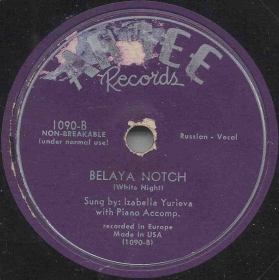 Records
1090-B
NON-BREAKABLE
(under normal use)
Russian - Vocal
BELAYA NOTCH
(White Night)
Sung by: Izabella Yurieva
with Piano Accomp.
recorded in Europe
Made in USA
(1090-B)